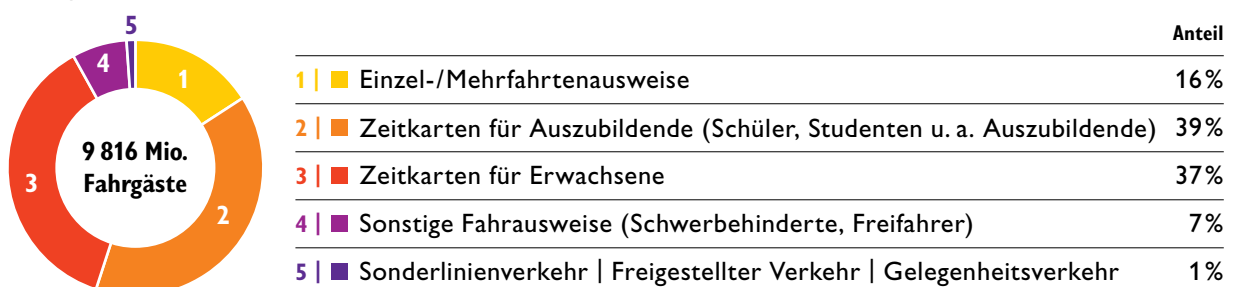 5
4
1
9 816 Mio.
Fahrgäste
3
2
Anteil
1 | Einzel-/Mehrfahrtenausweise 16 %
2 | Zeitkarten für Auszubildende (Schüler, Studenten u. a. Auszubildende) 39 %
3 | Zeitkarten für Erwachsene 37 %
4 | Sonstige Fahrausweise (Schwerbehinderte, Freifahrer) 7 %
5 | Sonderlinienverkehr | Freigestellter Verkehr | Gelegenheitsverkehr 1 %